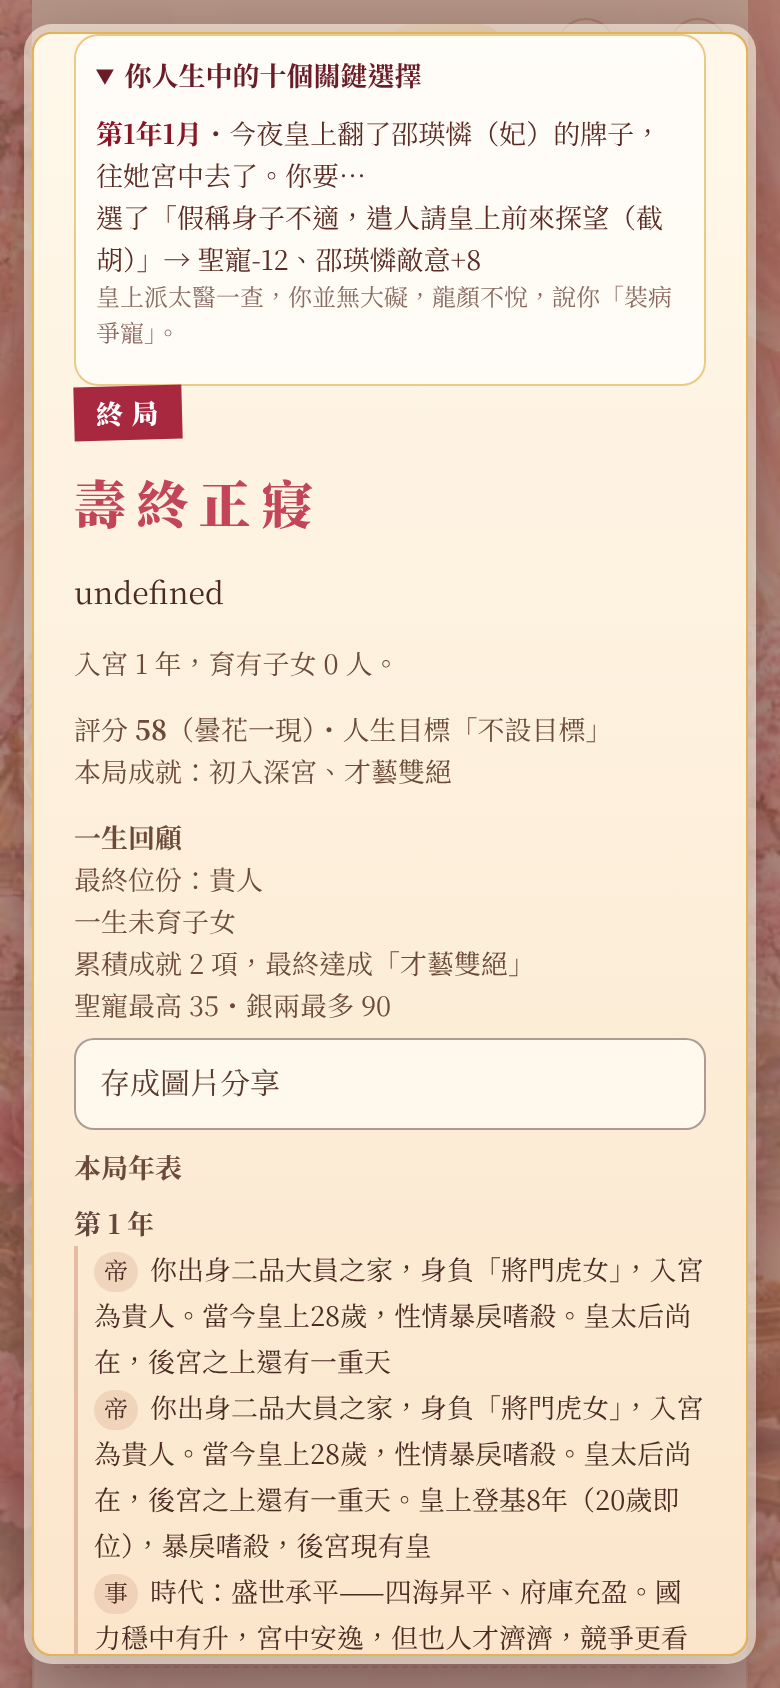 ▼ 你人生中的十個關鍵選擇
第1年1月・今夜皇上翻了邵瑛憐（妃）的牌子，
往她宮中去了。你要…
選了「假稱身子不適，遣人請皇上前來探望（截
胡）」→ 聖寵-12、邵瑛憐敵意+8
皇上派太醫一查，你並無大礙，龍顏不悅，說你「裝病
爭寵」。
終局
壽終正寢
undefined
入宮 1 年，育有子女 0 人。
評分 58（曇花一現）・人生目標「不設目標」
本局成就：初入深宮、才藝雙絕
一生回顧
最終位份：貴人
一生未育子女
累積成就 2 項，最終達成「才藝雙絕」
聖寵最高 35・銀兩最多 90
存成圖片分享
本局年表
第 1 年
帝 你出身二品大員之家，身負「將門虎女」，入宮
為貴人。當今皇上28歲，性情暴戾嗜殺。皇太后尚
在，後宮之上還有一重天
帝 你出身二品大員之家，身負「將門虎女」，入宮
為貴人。當今皇上28歲，性情暴戾嗜殺。皇太后尚
在，後宮之上還有一重天。皇上登基8年（20歲即
位），暴戾嗜殺，後宮現有皇
事 時代：盛世承平——四海昇平、府庫充盈。國
力穩中有升，宮中安逸，但也人才濟濟，競爭更看